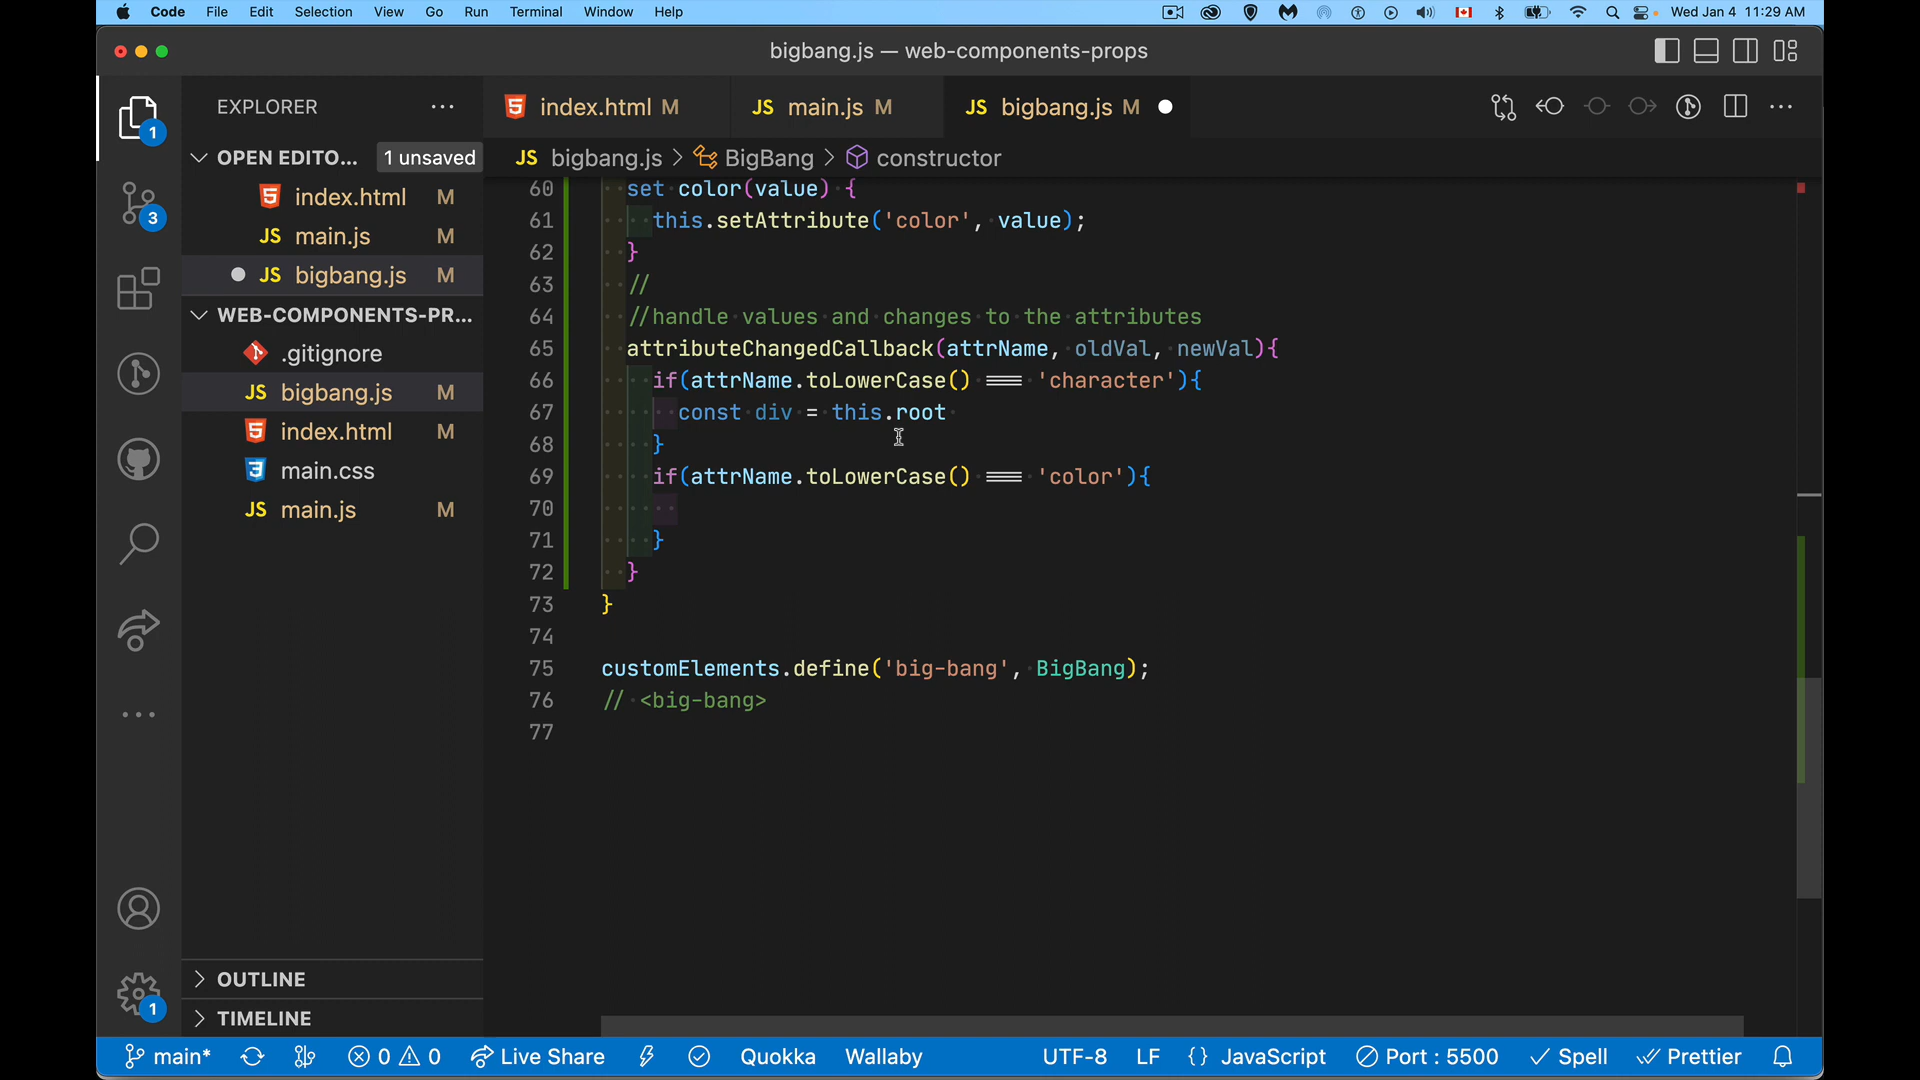 Code File Edit Selection View Go Run Terminal Window Help Wed Jan 4 11:29 AM
bigbang.js — web-components-props
EXPLORER
index.html M
main.js M
bigbang.js M
OPEN EDITO... 1 unsaved
index.html M
main.js M
bigbang.js M
WEB-COMPONENTS-PR...
.gitignore
bigbang.js M
index.html M
main.css
main.js M
OUTLINE
TIMELINE
1
3
1
JS bigbang.js > BigBang > constructor
60 set color(value) {
61 this.setAttribute('color', value);
62 }
63 //
64 //handle values and changes to the attributes
65 attributeChangedCallback(attrName, oldVal, newVal){
66 if(attrName.toLowerCase() === 'character'){
67 const div = this.root
68 }
69 if(attrName.toLowerCase() === 'color'){
70
71 }
72 }
73 }
74
75 customElements.define('big-bang', BigBang);
76 // <big-bang>
77
main* 0 0 Live Share Quokka Wallaby UTF-8 LF {} JavaScript Port : 5500 Spell Prettier